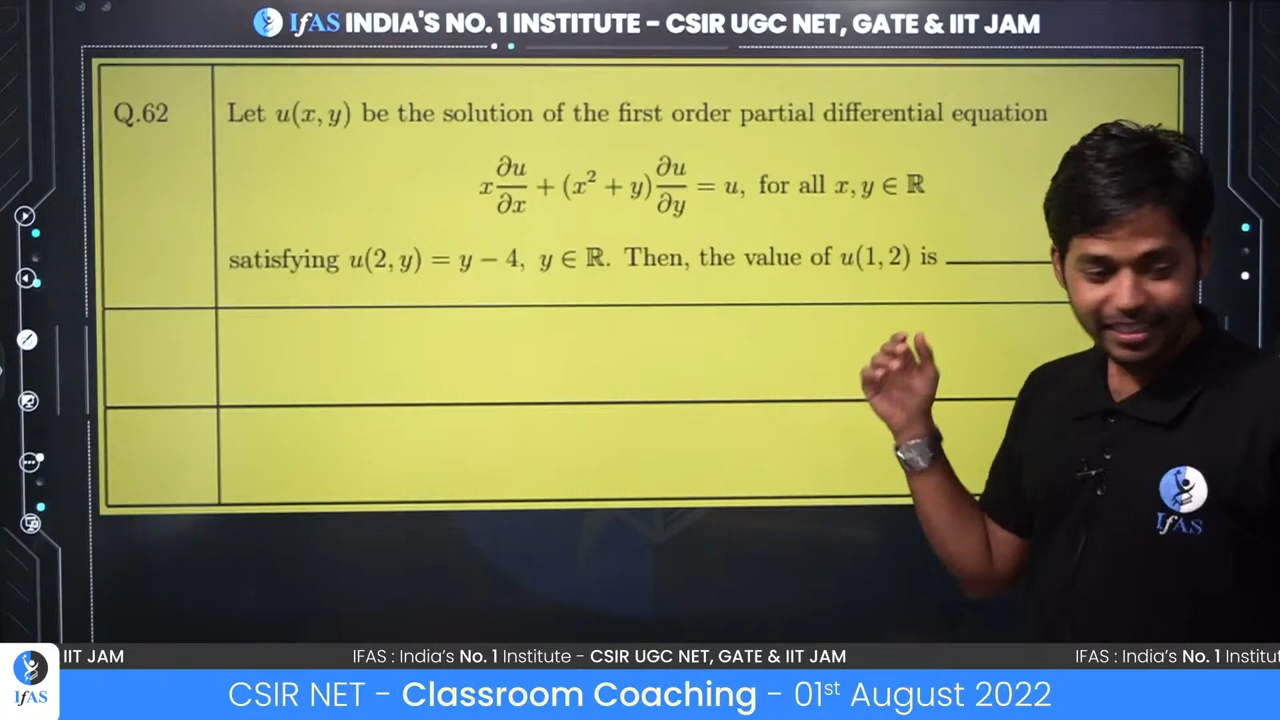 IfAS INDIA'S NO. 1 INSTITUTE - CSIR UGC NET, GATE & IIT JAM
Q.62
Let u(x, y) be the solution of the first order partial differential equation
x ∂u/∂x + (x² + y) ∂u/∂y = u, for all x, y ∈ ℝ
satisfying u(2, y) = y − 4, y ∈ ℝ. Then, the value of u(1, 2) is
IfAS
IIT JAM
IFAS : India's No. 1 Institute - CSIR UGC NET, GATE & IIT JAM
IFAS : India's No. 1 Institu
IfAS
CSIR NET - Classroom Coaching - 01st August 2022